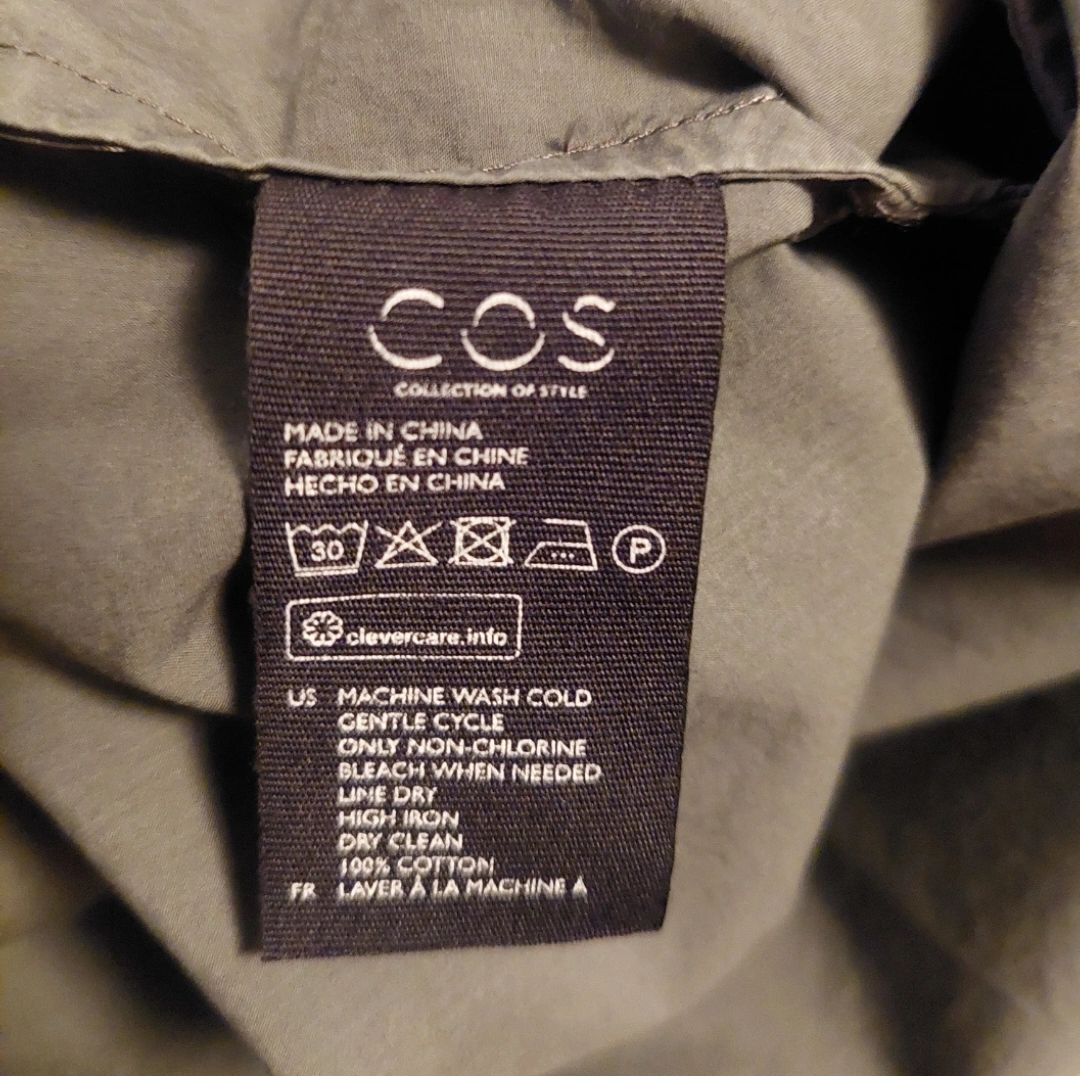 COS
COLLECTION OF STYLE
MADE IN CHINA
FABRIQUÉ EN CHINE
HECHO EN CHINA
30 P
clevercare.info
US MACHINE WASH COLD
GENTLE CYCLE
ONLY NON-CHLORINE
BLEACH WHEN NEEDED
LINE DRY
HIGH IRON
DRY CLEAN
100% COTTON
FR LAVER À LA MACHINE À